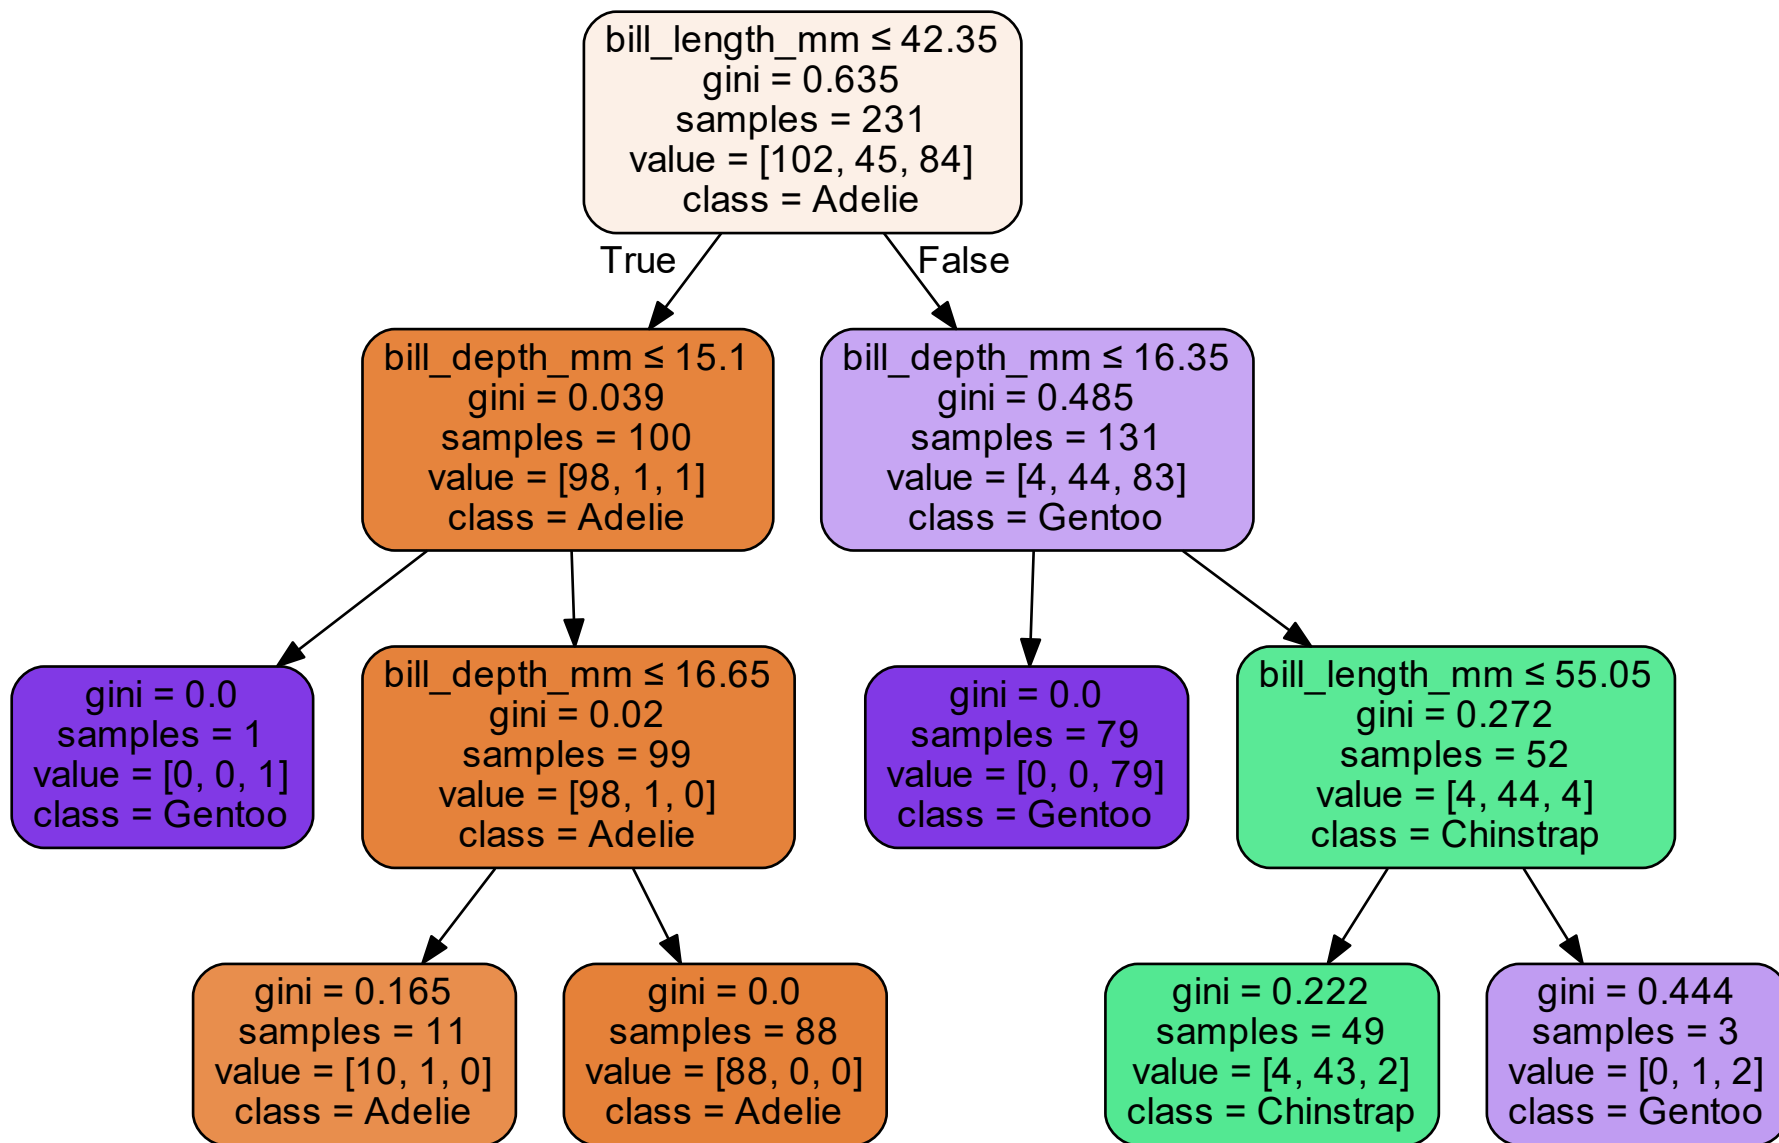 bill_length_mm ≤ 42.35
gini = 0.635
samples = 231
value = [102, 45, 84]
class = Adelie
True
False
bill_depth_mm ≤ 15.1
gini = 0.039
samples = 100
value = [98, 1, 1]
class = Adelie
bill_depth_mm ≤ 16.35
gini = 0.485
samples = 131
value = [4, 44, 83]
class = Gentoo
gini = 0.0
samples = 1
value = [0, 0, 1]
class = Gentoo
bill_depth_mm ≤ 16.65
gini = 0.02
samples = 99
value = [98, 1, 0]
class = Adelie
gini = 0.0
samples = 79
value = [0, 0, 79]
class = Gentoo
bill_length_mm ≤ 55.05
gini = 0.272
samples = 52
value = [4, 44, 4]
class = Chinstrap
gini = 0.165
samples = 11
value = [10, 1, 0]
class = Adelie
gini = 0.0
samples = 88
value = [88, 0, 0]
class = Adelie
gini = 0.222
samples = 49
value = [4, 43, 2]
class = Chinstrap
gini = 0.444
samples = 3
value = [0, 1, 2]
class = Gentoo